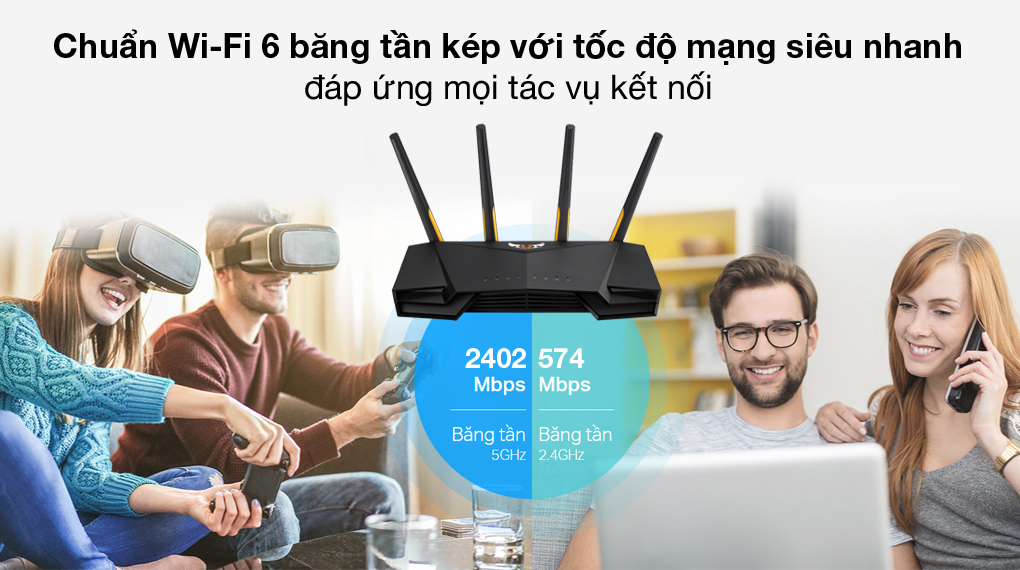 Chuẩn Wi-Fi 6 băng tần kép với tốc độ mạng siêu nhanh
đáp ứng mọi tác vụ kết nối
2402
Mbps
Băng tần
5GHz
574
Mbps
Băng tần
2.4GHz